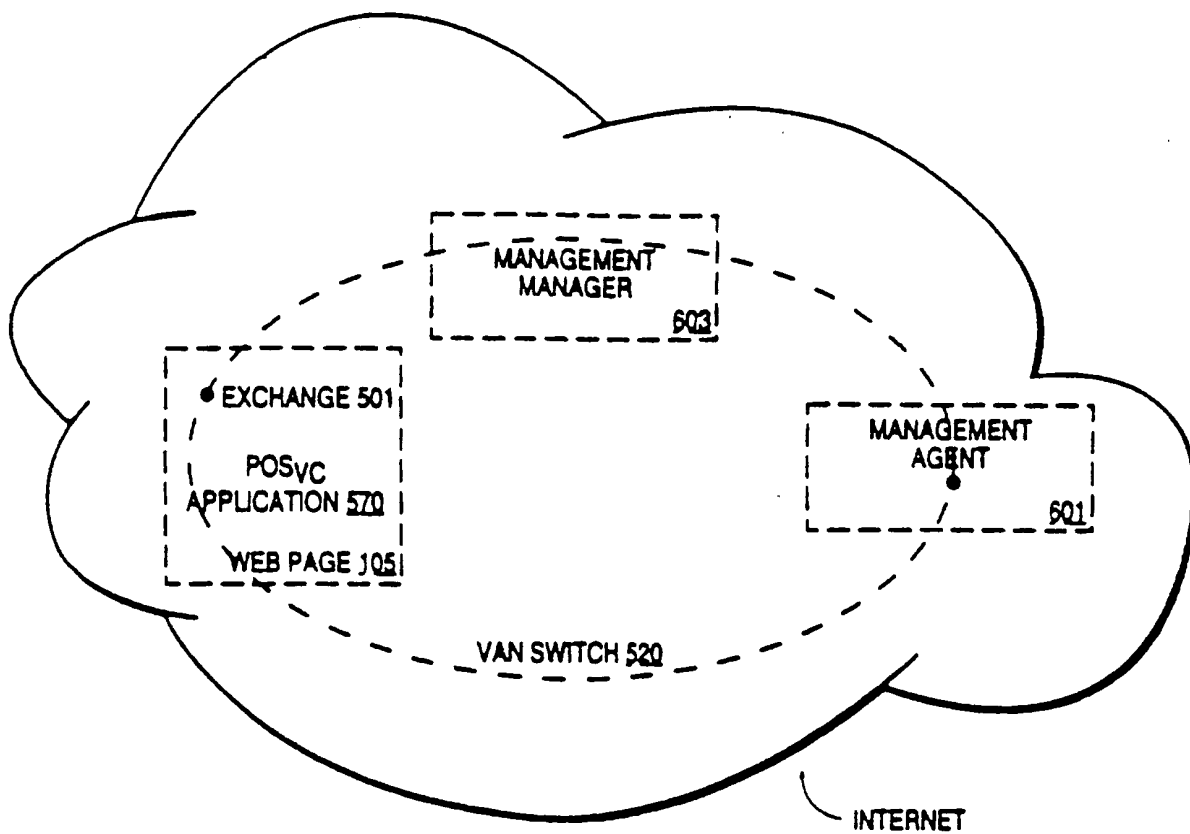 MANAGEMENT
MANAGER
603
EXCHANGE 501
POSVC
APPLICATION 570
WEB PAGE 105
MANAGEMENT
AGENT
601
VAN SWITCH 520
INTERNET